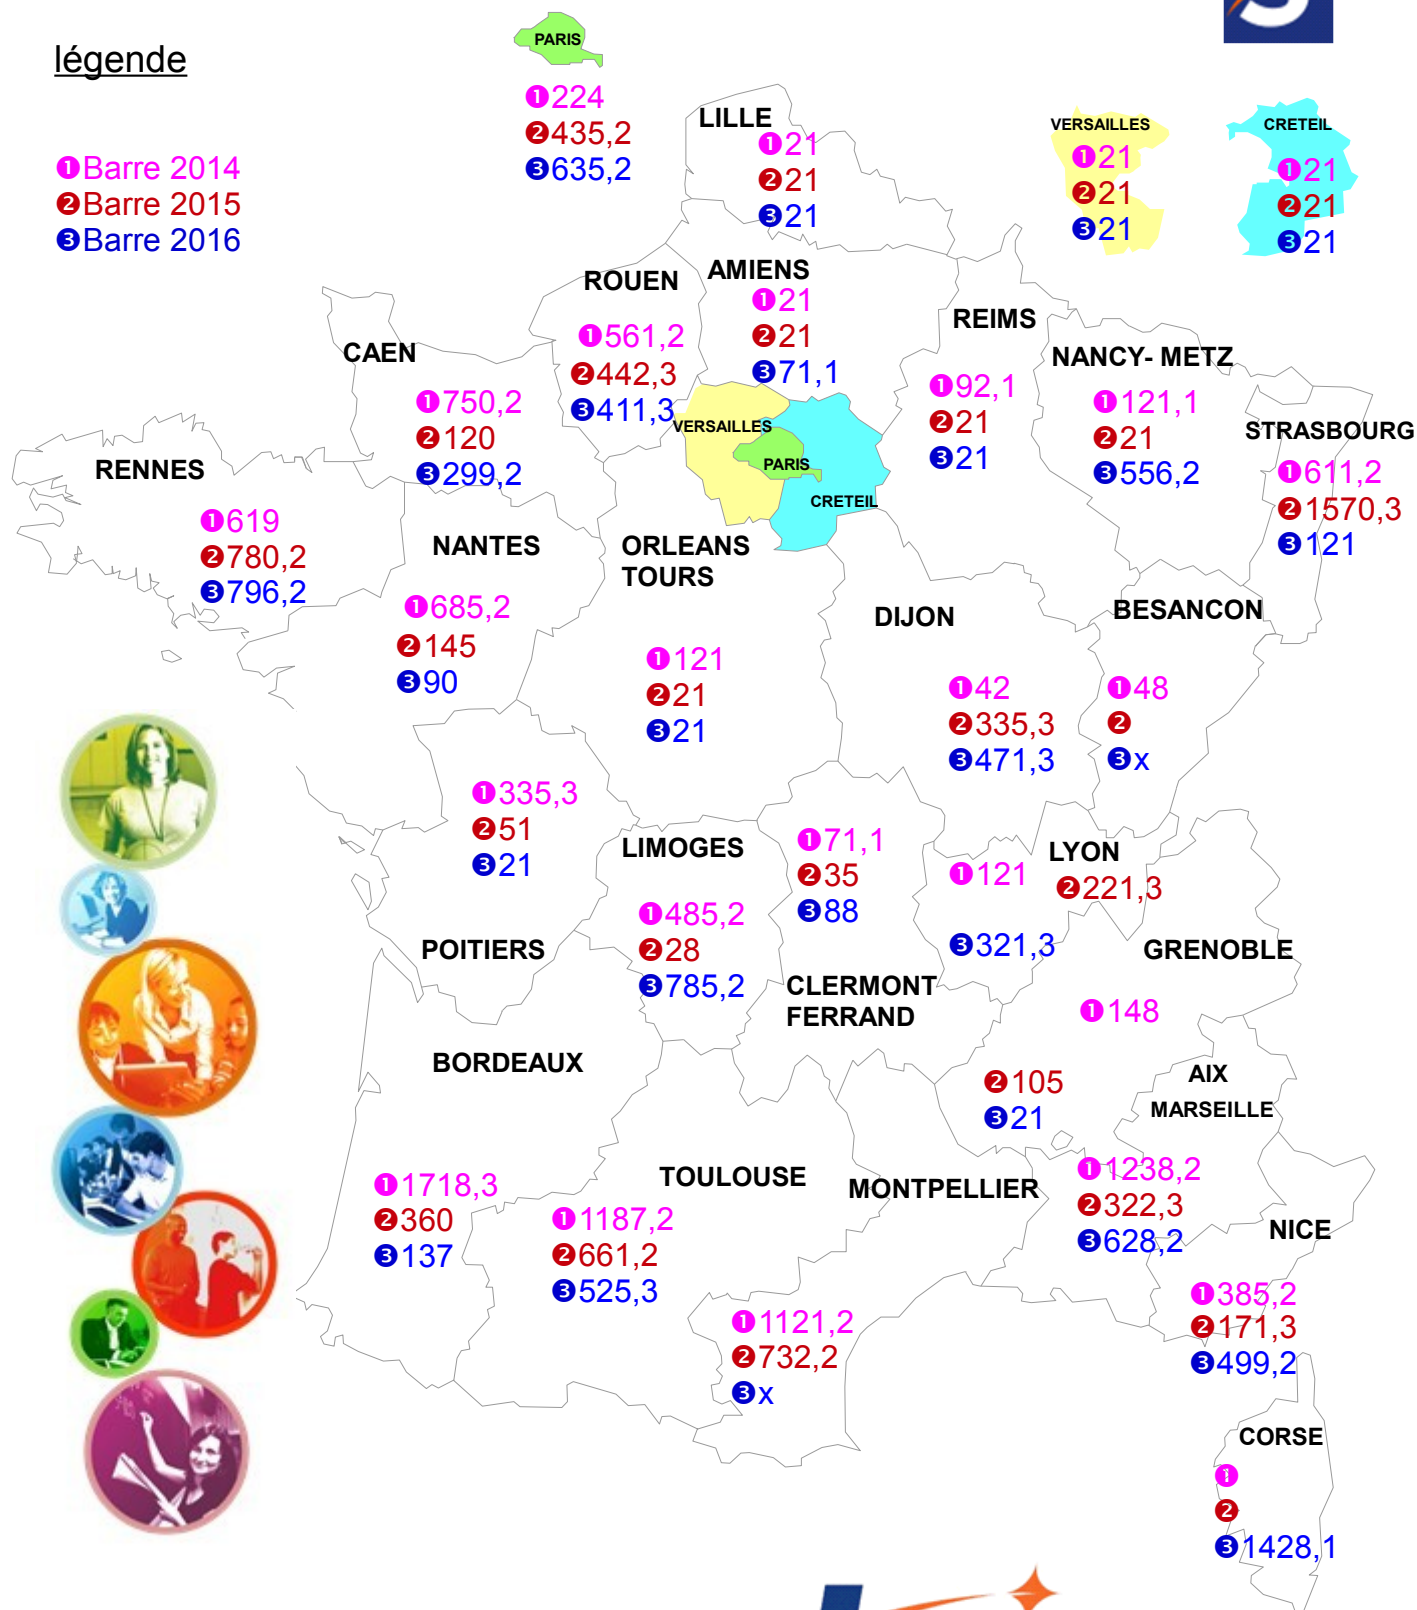 légende
❶Barre 2014
❷Barre 2015
❸Barre 2016
PARIS
❶224
❷435,2
❸635,2
LILLE
❶21
❷21
❸21
VERSAILLES
❶21
❷21
❸21
CRETEIL
❶21
❷21
❸21
ROUEN
❶561,2
❷442,3
❸411,3
AMIENS
❶21
❷21
❸71,1
REIMS
❶92,1
❷21
❸21
NANCY- METZ
❶121,1
❷21
❸556,2
STRASBOURG
❶611,2
❷1570,3
❸121
CAEN
❶750,2
❷120
❸299,2
VERSAILLES
PARIS
CRETEIL
RENNES
❶619
❷780,2
❸796,2
NANTES
❶685,2
❷145
❸90
ORLEANS
TOURS
❶121
❷21
❸21
DIJON
❶42
❷335,3
❸471,3
BESANCON
❶48
❷
❸x
❶335,3
❷51
❸21
POITIERS
LIMOGES
❶485,2
❷28
❸785,2
❶71,1
❷35
❸88
CLERMONT
FERRAND
LYON
❶121
❷221,3
❸321,3
GRENOBLE
❶148
❷105
❸21
BORDEAUX
❶1718,3
❷360
❸137
TOULOUSE
❶1187,2
❷661,2
❸525,3
MONTPELLIER
❶1121,2
❷732,2
❸x
AIX
MARSEILLE
❶1238,2
❷322,3
❸628,2
NICE
❶385,2
❷171,3
❸499,2
CORSE
❶
❷
❸1428,1